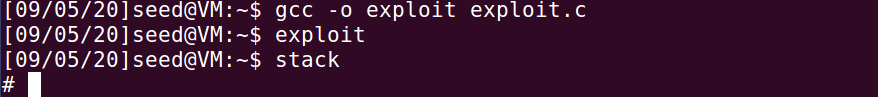 [09/05/20]seed@VM:~$ gcc -o exploit exploit.c
[09/05/20]seed@VM:~$ exploit
[09/05/20]seed@VM:~$ stack
#